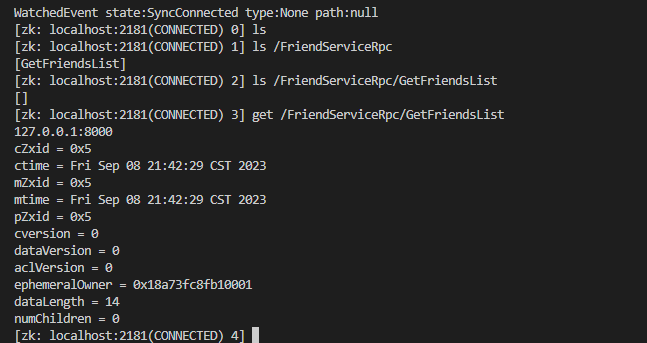 WatchedEvent state:SyncConnected type:None path:null
[zk: localhost:2181(CONNECTED) 0] ls
[zk: localhost:2181(CONNECTED) 1] ls /FriendServiceRpc
[GetFriendsList]
[zk: localhost:2181(CONNECTED) 2] ls /FriendServiceRpc/GetFriendsList
[]
[zk: localhost:2181(CONNECTED) 3] get /FriendServiceRpc/GetFriendsList
127.0.0.1:8000
cZxid = 0x5
ctime = Fri Sep 08 21:42:29 CST 2023
mZxid = 0x5
mtime = Fri Sep 08 21:42:29 CST 2023
pZxid = 0x5
cversion = 0
dataVersion = 0
aclVersion = 0
ephemeralOwner = 0x18a73fc8fb10001
dataLength = 14
numChildren = 0
[zk: localhost:2181(CONNECTED) 4]